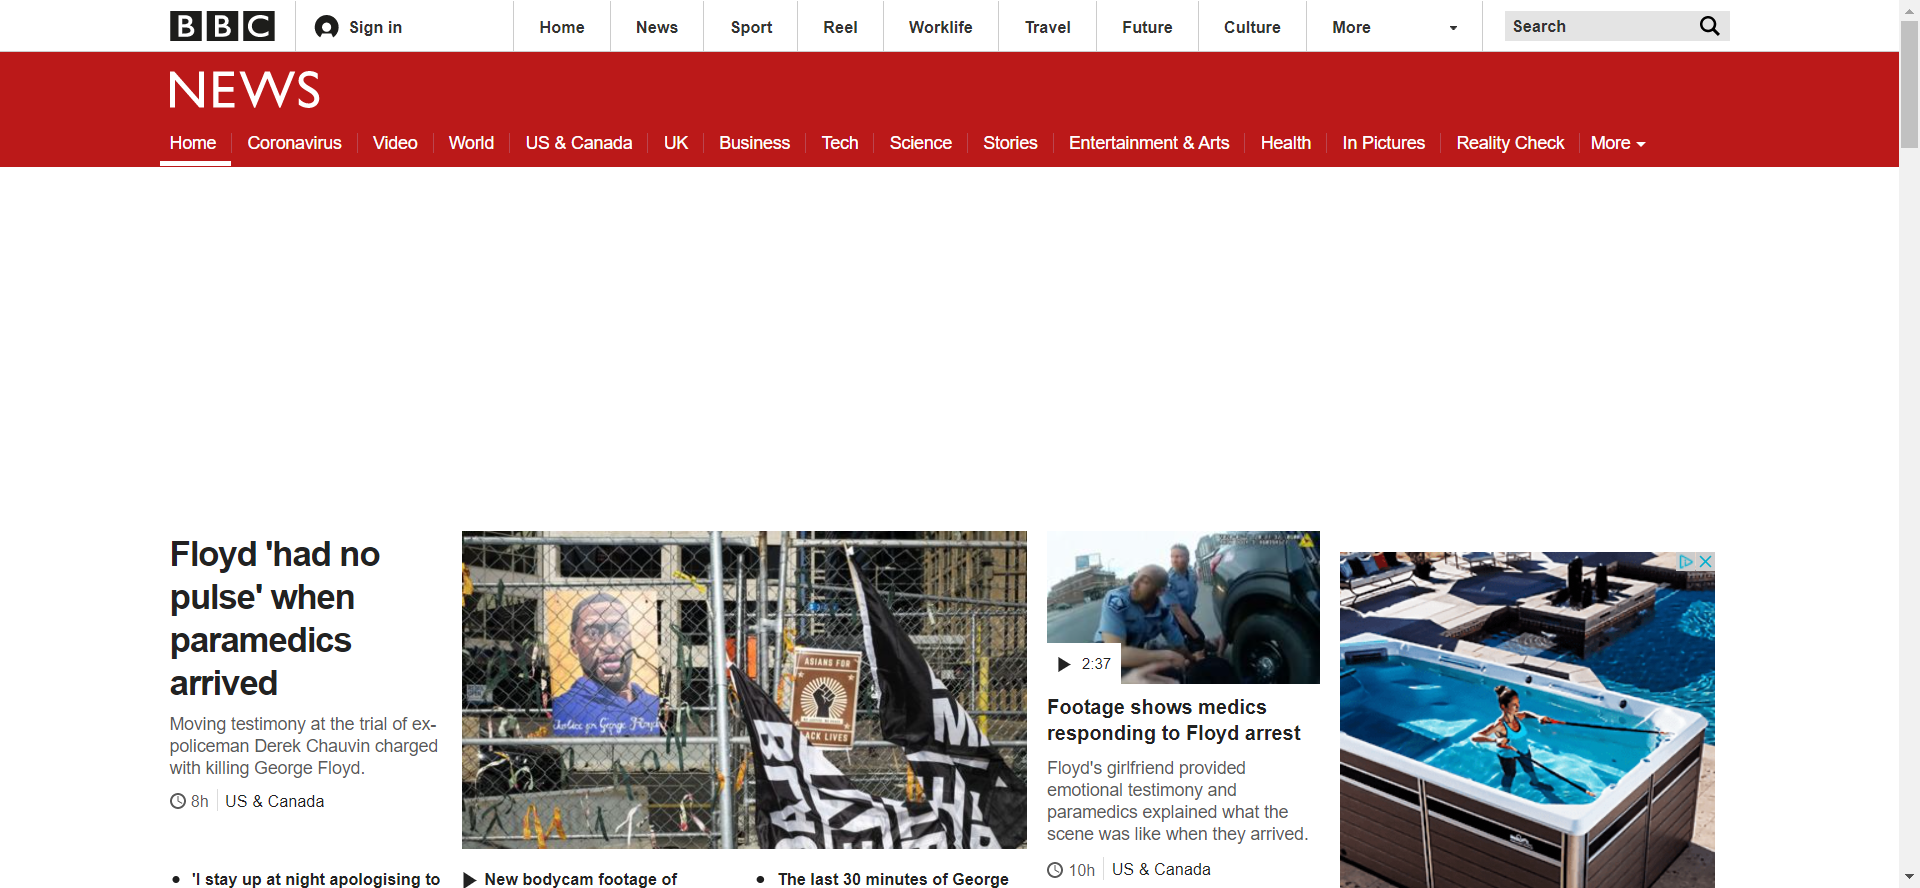 BBC
Sign in
Home
News
Sport
Reel
Worklife
Travel
Future
Culture
More
Search
NEWS
Home
Coronavirus
Video
World
US & Canada
UK
Business
Tech
Science
Stories
Entertainment & Arts
Health
In Pictures
Reality Check
More
Floyd 'had no
pulse' when
paramedics
arrived
Moving testimony at the trial of ex-
policeman Derek Chauvin charged
with killing George Floyd.
8h
US & Canada
Justice for George Floyd
ASIANS FOR
BLACK LIVES
2:37
Footage shows medics
responding to Floyd arrest
Floyd's girlfriend provided
emotional testimony and
paramedics explained what the
scene was like when they arrived.
10h
US & Canada
'I stay up at night apologising to
New bodycam footage of
The last 30 minutes of George